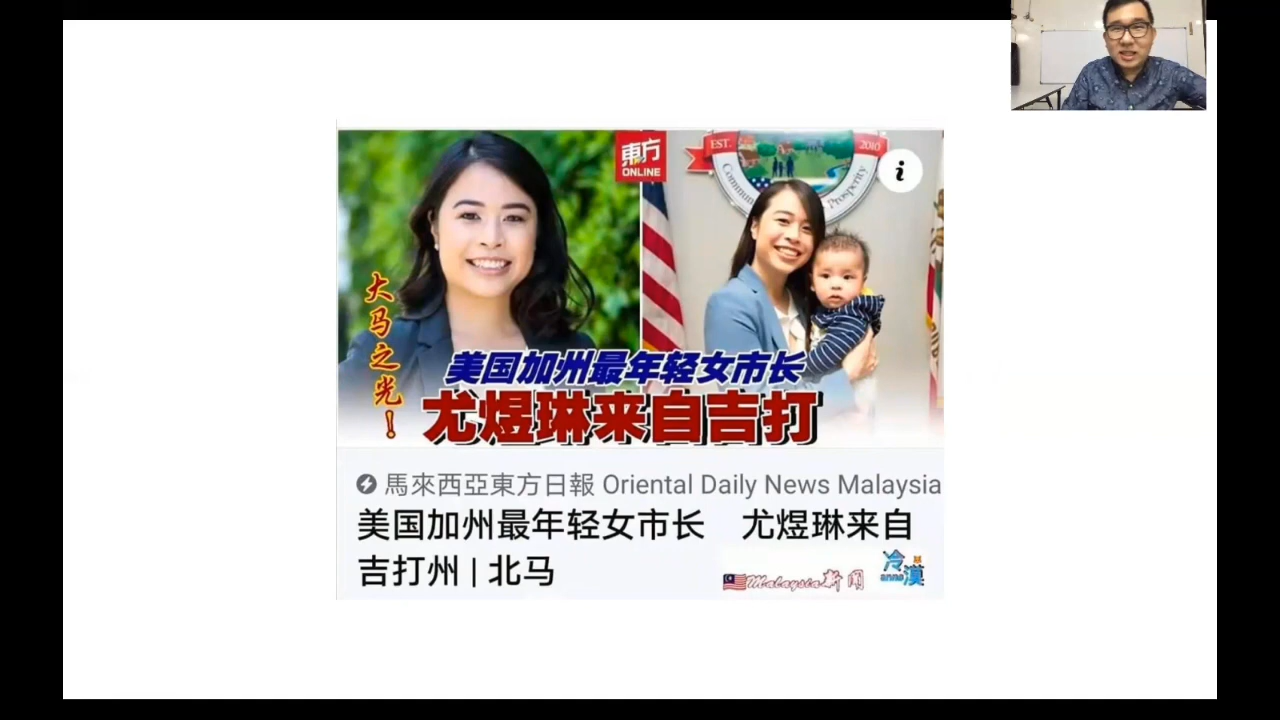 東方
ONLINE
EST.
2010
Commun
Prosperity
i
大马之光!
美国加州最年轻女市长
尤煜琳来自吉打
馬來西亞東方日報 Oriental Daily News Malaysia
美国加州最年轻女市长 尤煜琳来自
吉打州 | 北马
Malaysia新闻
冷漠
anna